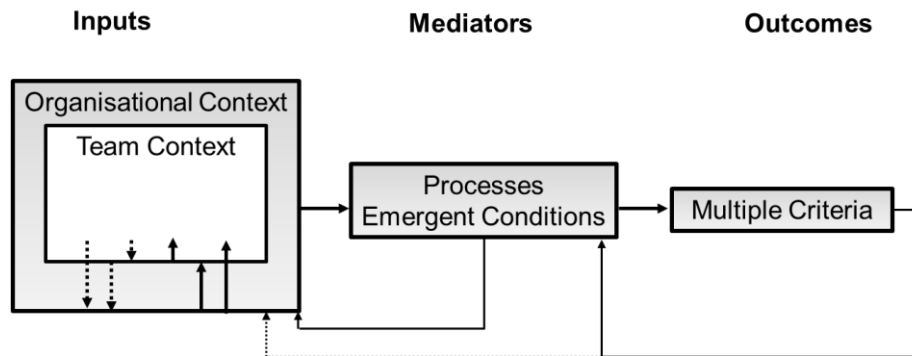 Inputs
Mediators
Outcomes
Organisational Context
Team Context
Processes
Emergent Conditions
Multiple Criteria